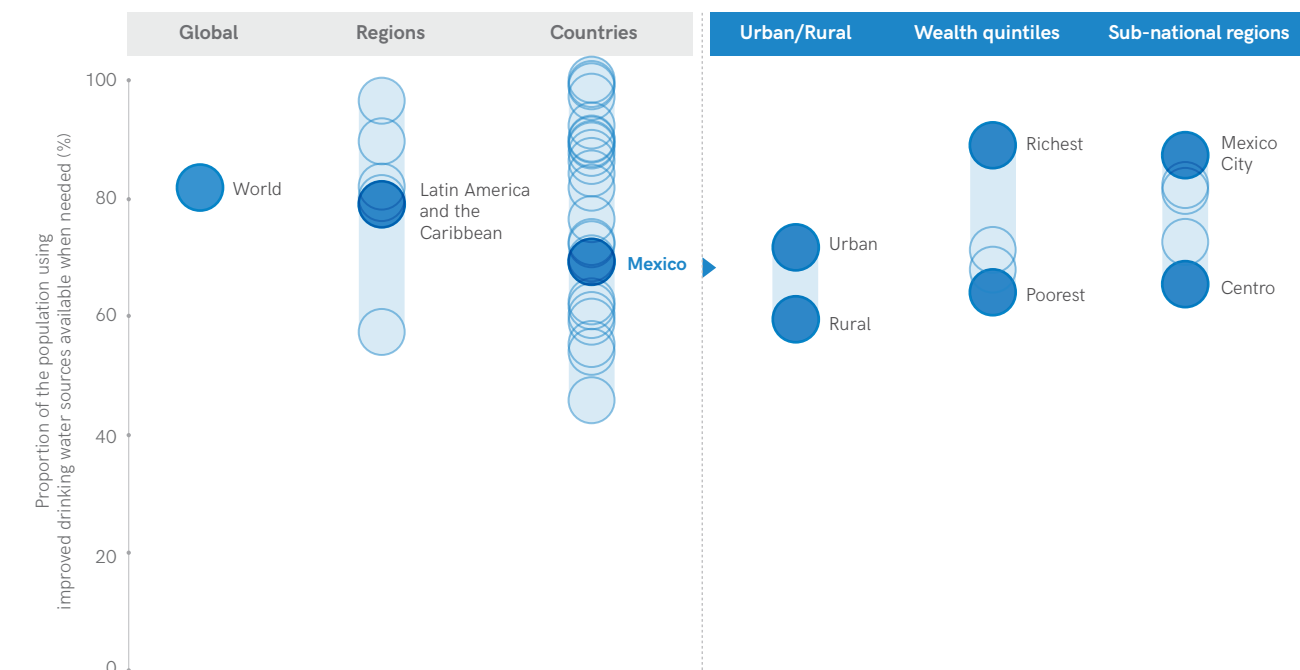 Global
Regions
Countries
Urban/Rural
Wealth quintiles
Sub-national regions
Proportion of the population using
improved drinking water sources available when needed (%)
100
80
60
40
20
0
World
Latin America
and the
Caribbean
Mexico
Urban
Rural
Richest
Poorest
Mexico
City
Centro